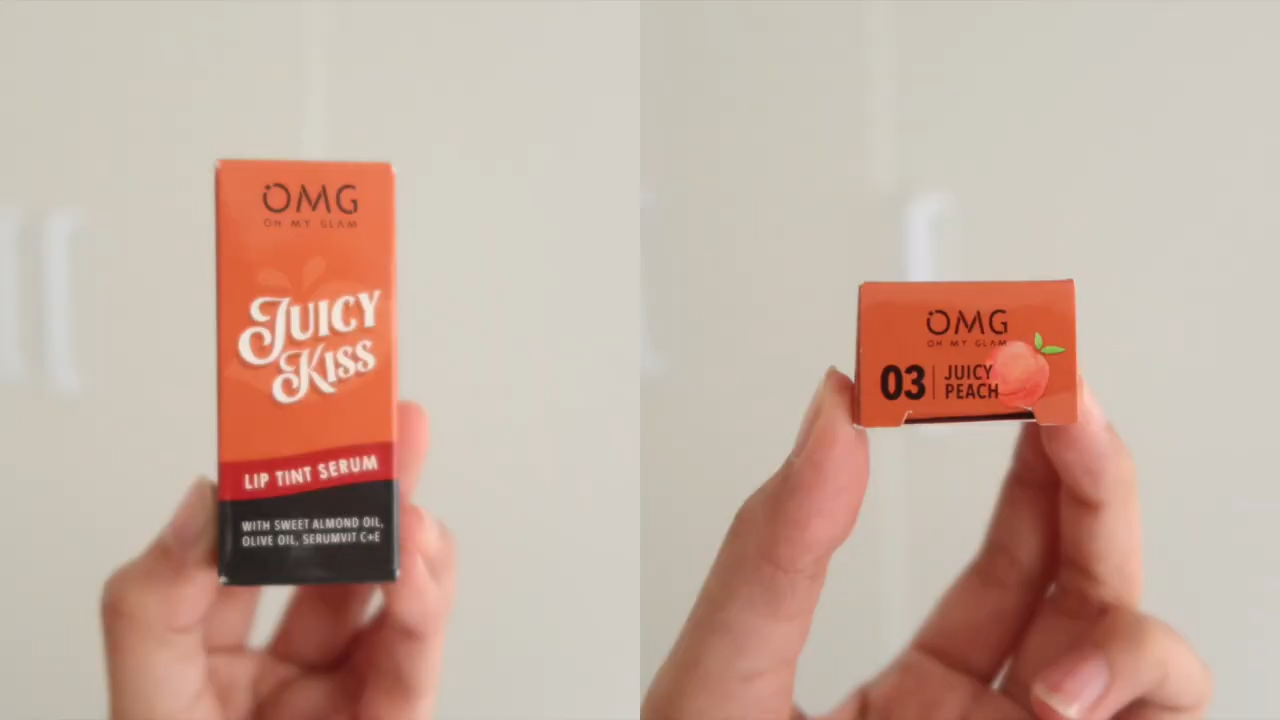 OMG
OH MY GLAM
JUICY
KISS
LIP TINT SERUM
WITH SWEET ALMOND OIL,
OLIVE OIL, SERUMVIT C+E
OMG
OH MY GLAM
03
JUICY
PEACH